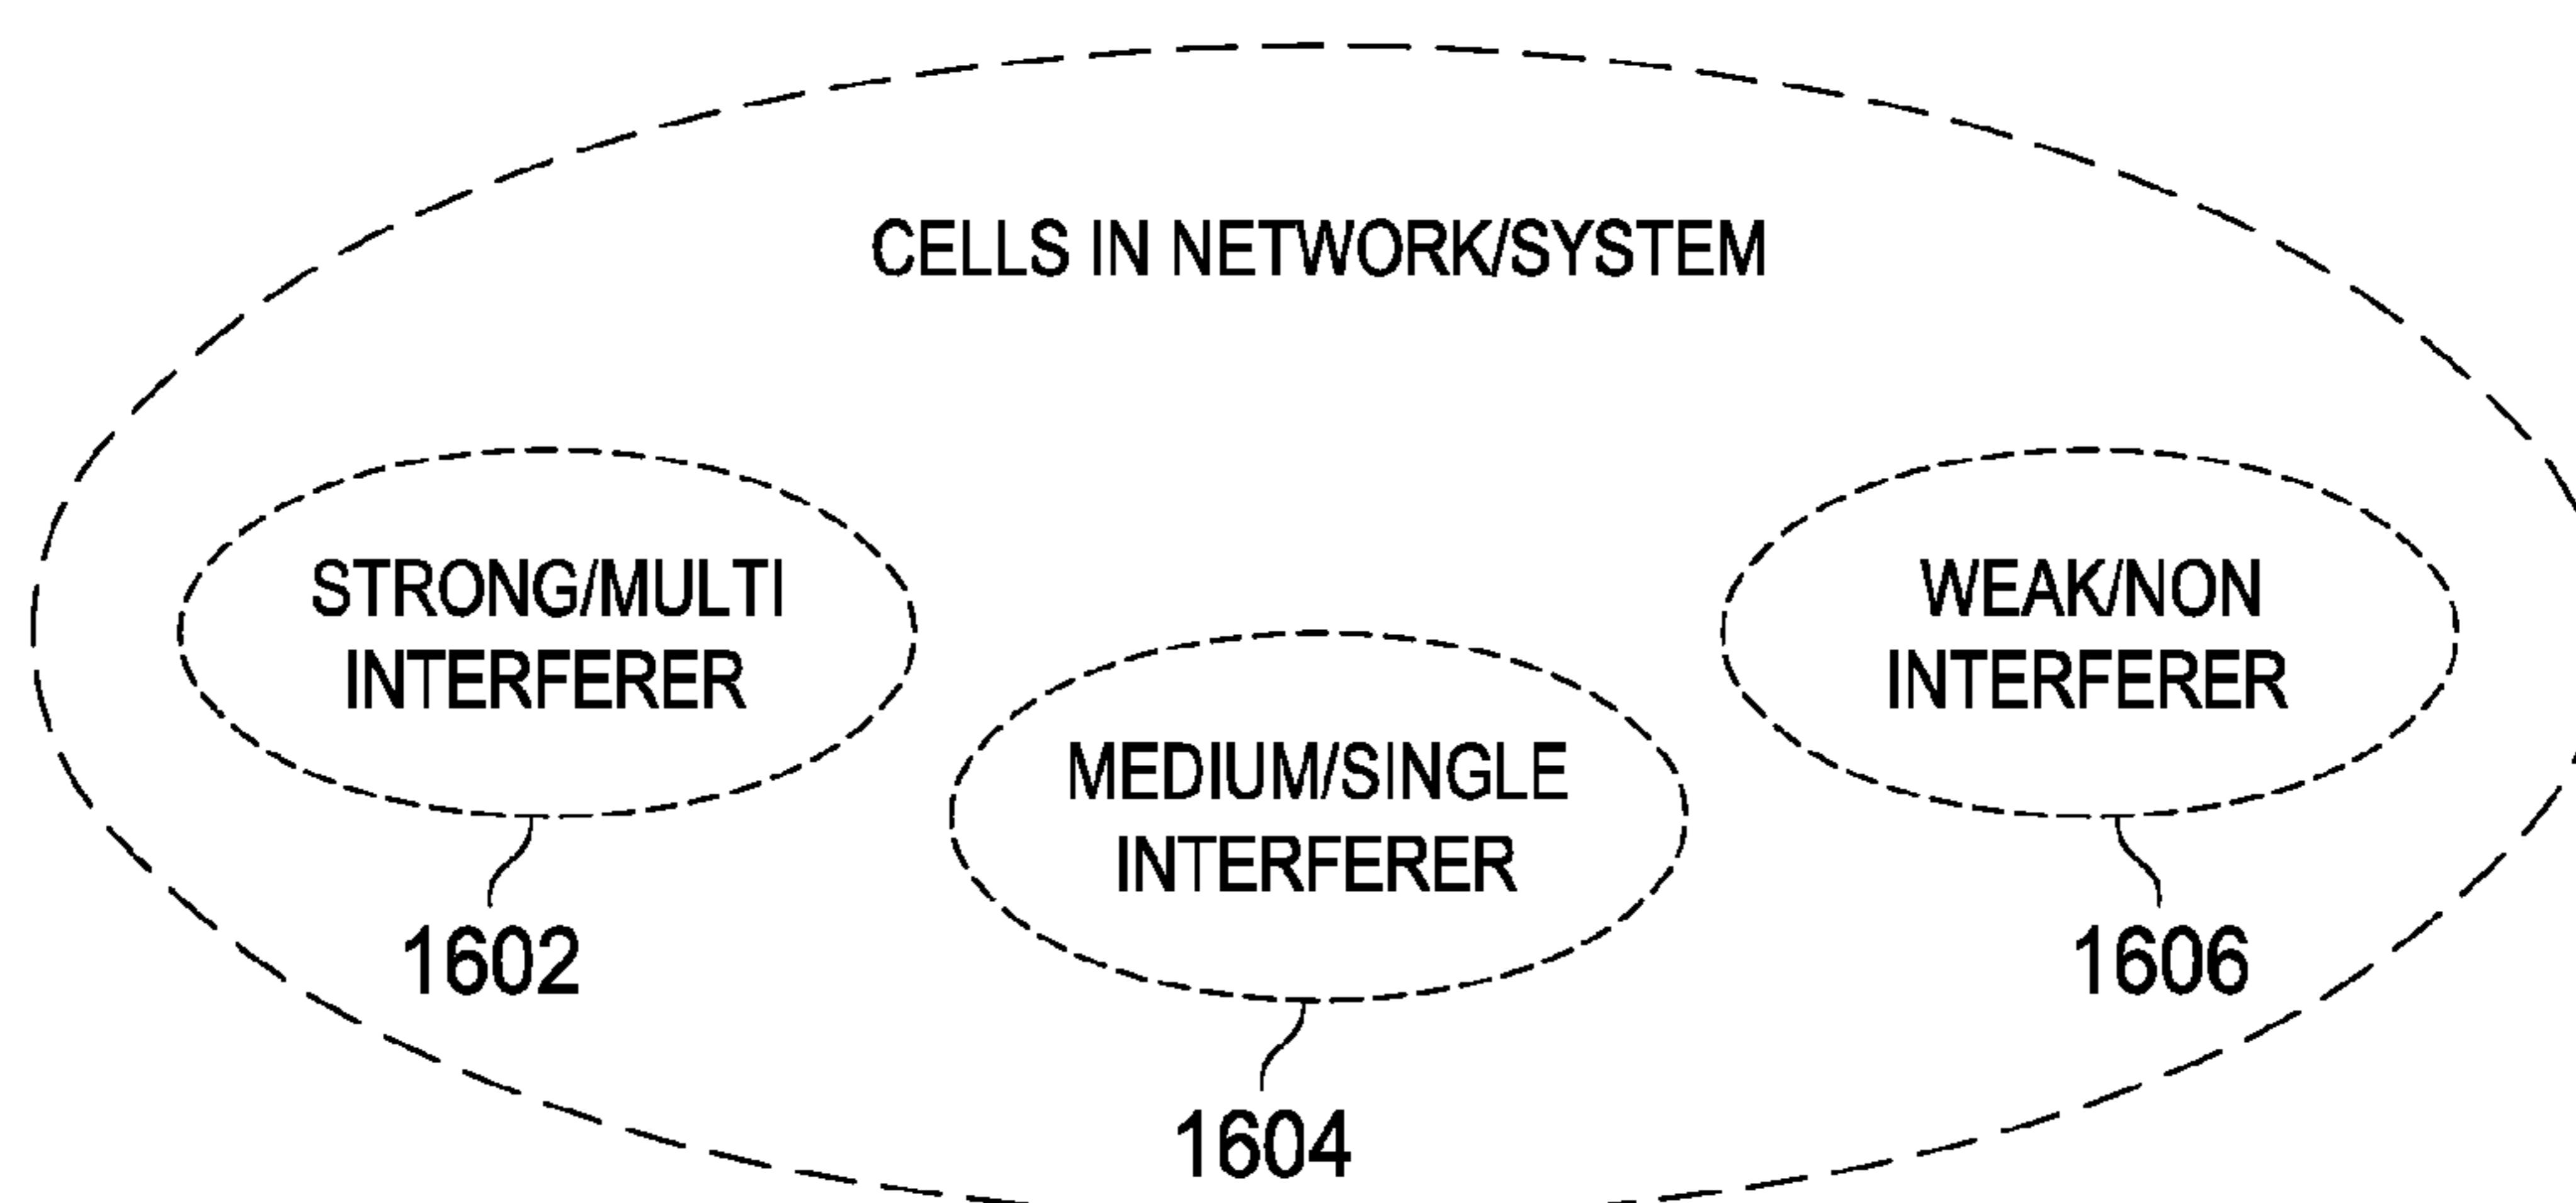 CELLS IN NETWORK/SYSTEM
STRONG/MULTI
INTERFERER
1602
MEDIUM/SINGLE
INTERFERER
1604
WEAK/NON
INTERFERER
1606